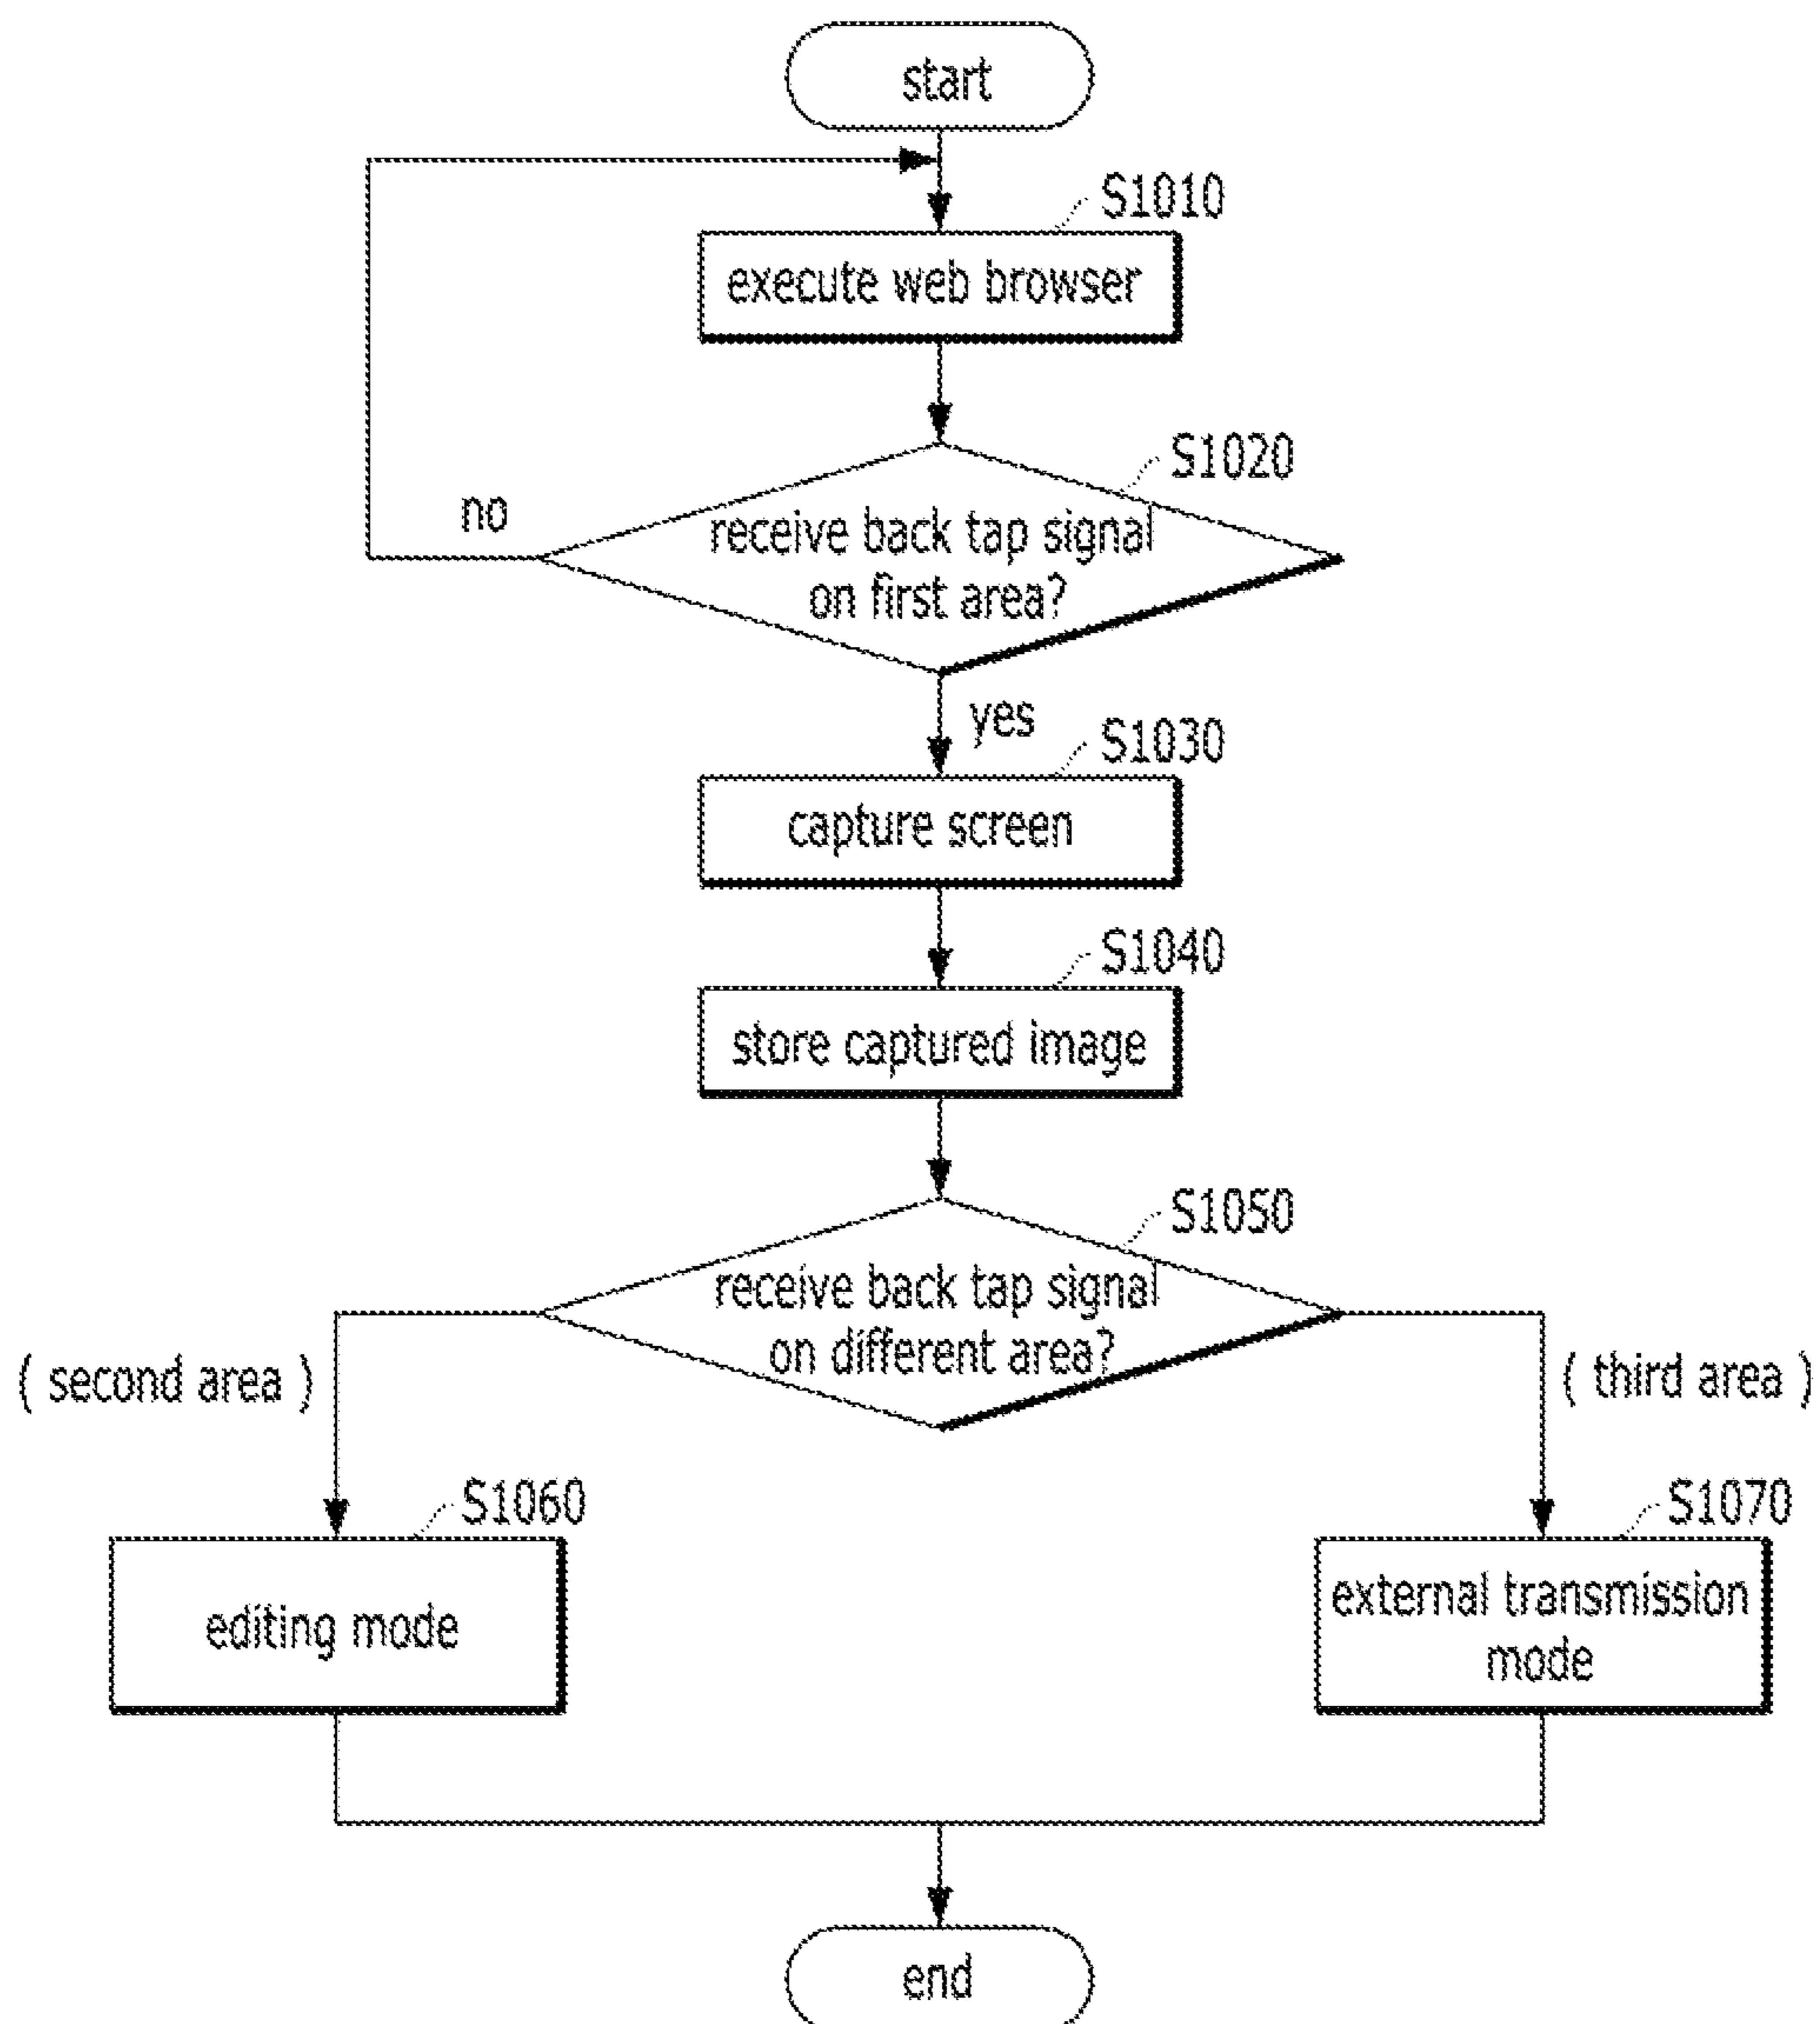 start
S1010
execute web browser
S1020
no
receive back tap signal
on first area?
yes
S1030
capture screen
S1040
store captured image
S1050
receive back tap signal
on different area?
( second area )
( third area )
S1060
editing mode
S1070
external transmission
mode
end